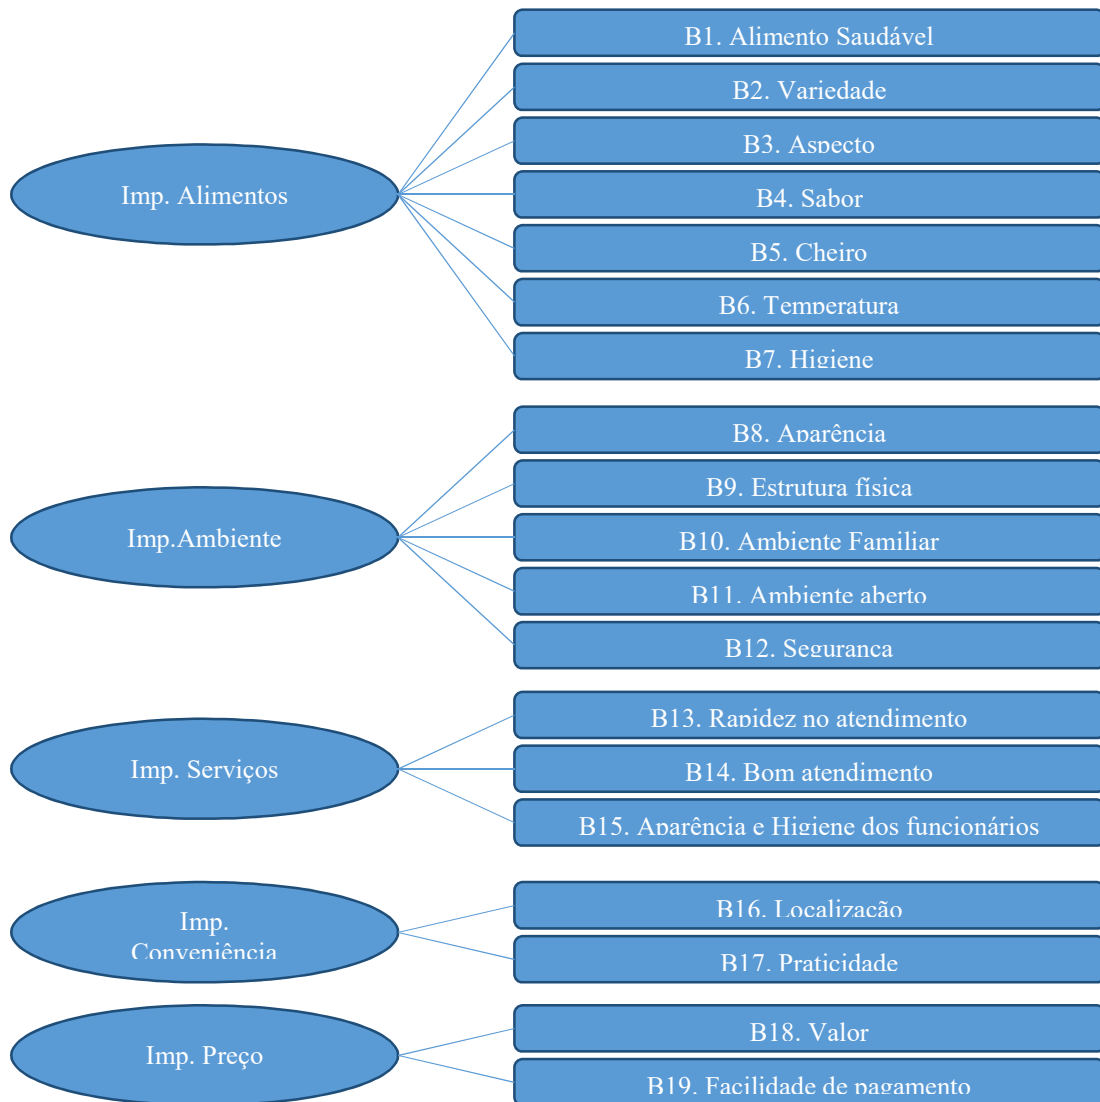 B1. Alimento Saudável
B2. Variedade
B3. Aspecto
Imp. Alimentos
B4. Sabor
B5. Cheiro
B6. Temperatura
B7. Higiene
B8. Aparência
B9. Estrutura física
Imp.Ambiente
B10. Ambiente Familiar
B11. Ambiente aberto
B12. Segurança
B13. Rapidez no atendimento
Imp. Serviços
B14. Bom atendimento
B15. Aparência e Higiene dos funcionários
Imp.
Conveniência
B16. Localização
B17. Praticidade
Imp. Preço
B18. Valor
B19. Facilidade de pagamento